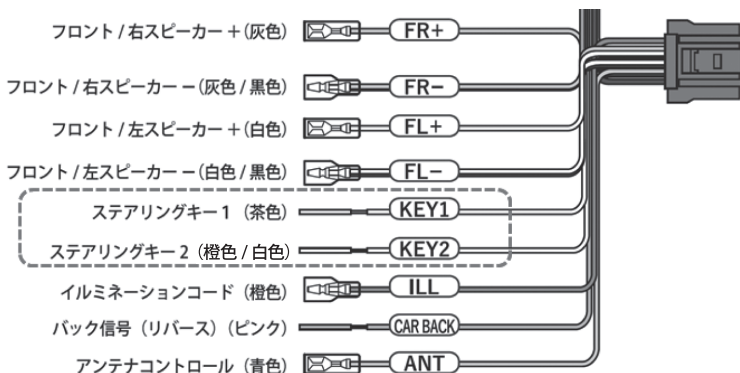 フロント / 右スピーカー ＋(灰色) FR+
フロント / 右スピーカー －(灰色 / 黒色) FR−
フロント / 左スピーカー ＋(白色) FL+
フロント / 左スピーカー －(白色 / 黒色) FL−
ステアリングキー 1 （茶色） KEY1
ステアリングキー 2（橙色 / 白色） KEY2
イルミネーションコード（橙色） ILL
バック信号（リバース）（ピンク） CAR BACK
アンテナコントロール（青色） ANT